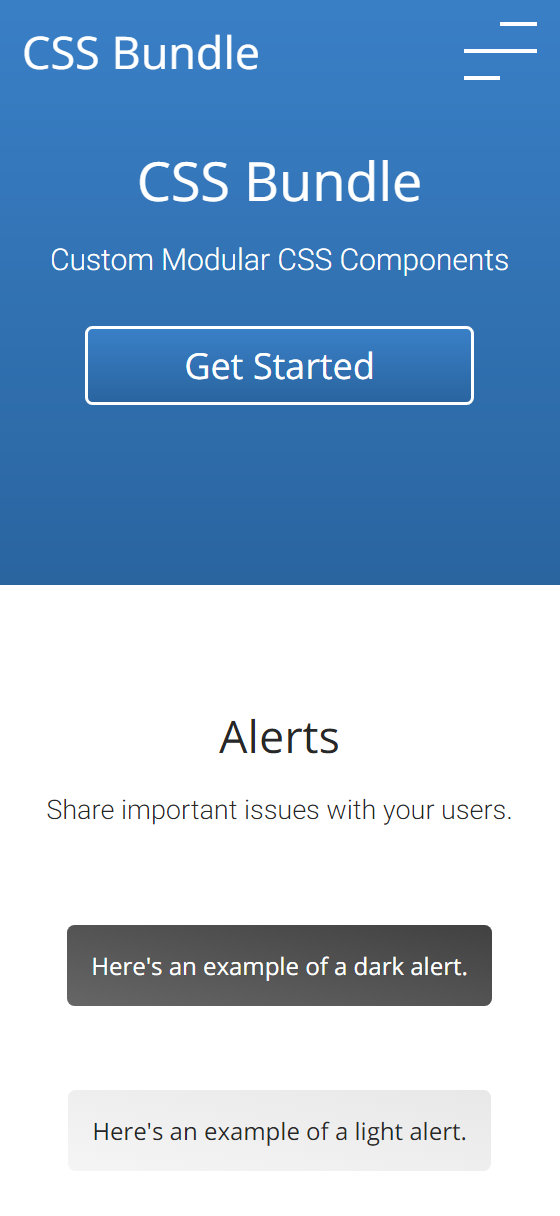 CSS Bundle
CSS Bundle
Custom Modular CSS Components
Get Started
Alerts
Share important issues with your users.
Here's an example of a dark alert.
Here's an example of a light alert.